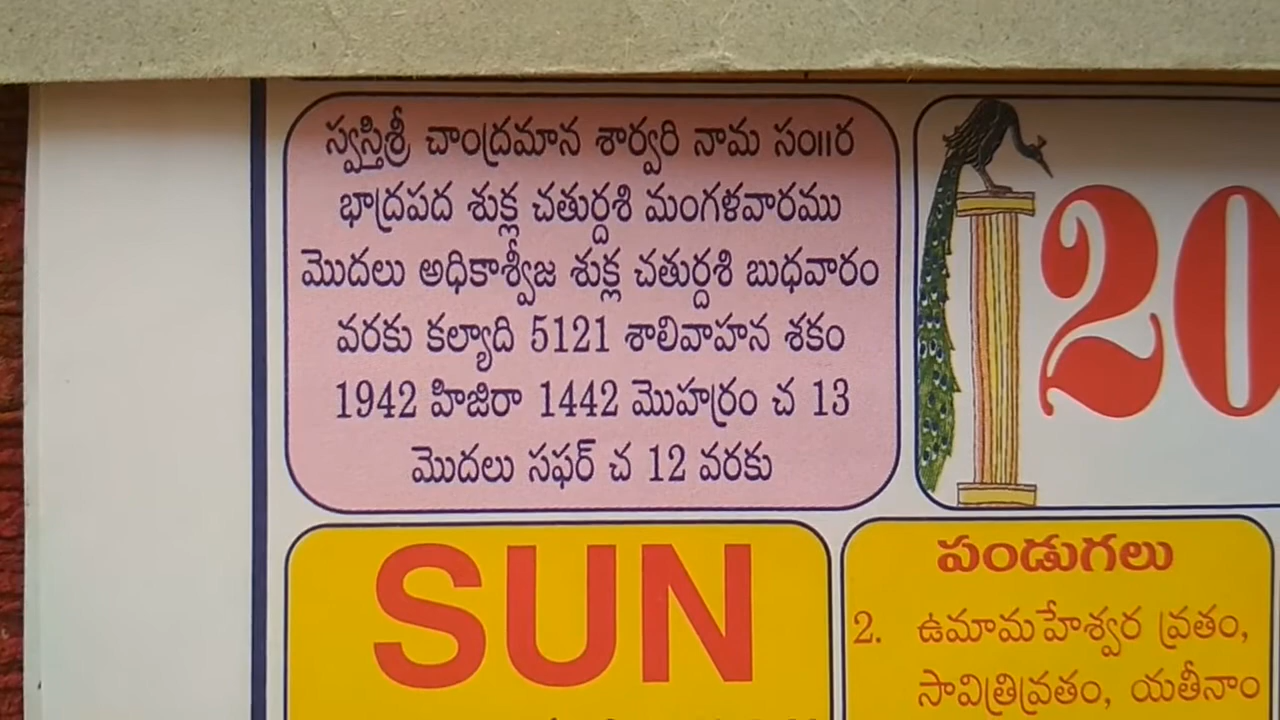 స్వస్తిశ్రీ చాంద్రమాన శార్వరి నామ సం॥ర
భాద్రపద శుక్ల చతుర్దశి మంగళవారము
మొదలు అధికాశ్వీజ శుక్ల చతుర్దశి బుధవారం
వరకు కల్యాది 5121 శాలివాహన శకం
1942 హిజిరా 1442 మొహర్రం చ 13
మొదలు సఫర్ చ 12 వరకు
20
SUN
పండుగలు
2. ఉమామహేశ్వర వ్రతం,
సావిత్రివ్రతం, యతీనాం